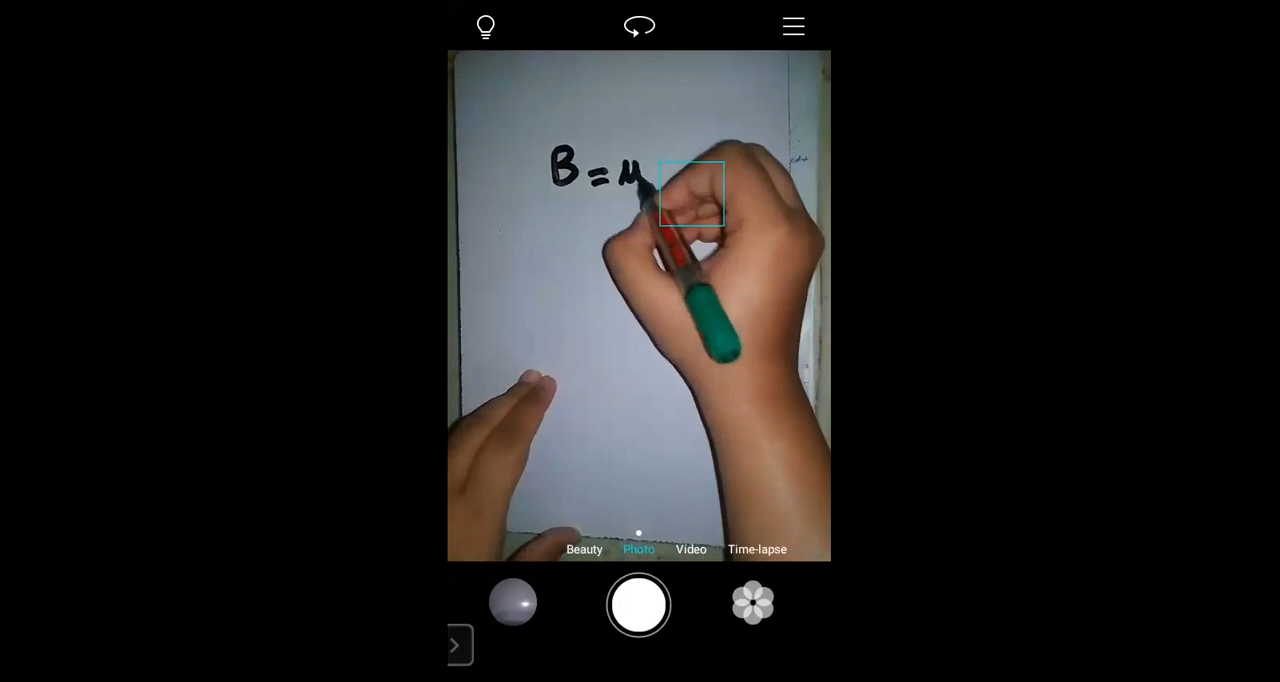 B = μ
Beauty Photo Video Time-lapse